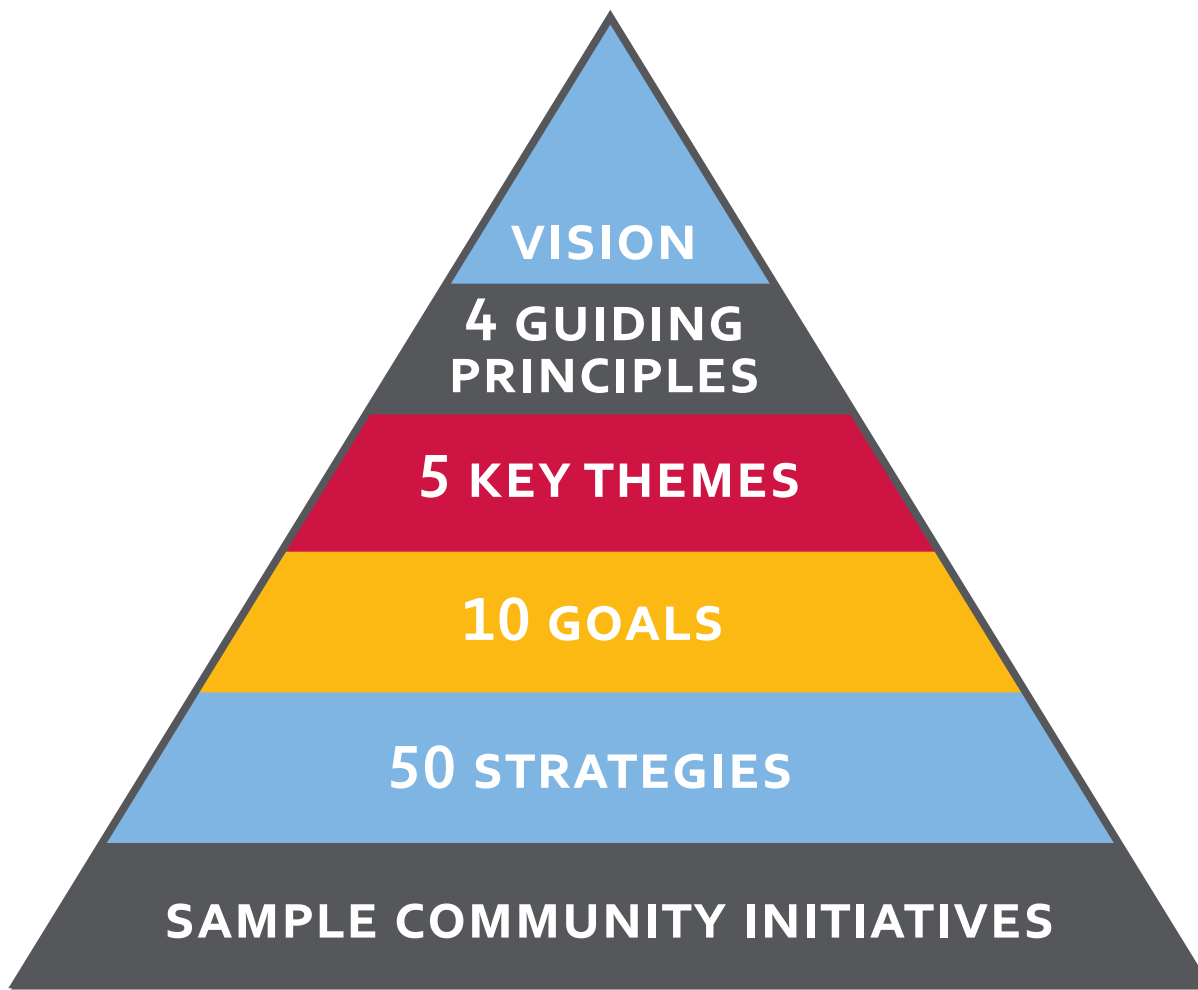 VISION
4 GUIDING
PRINCIPLES
5 KEY THEMES
10 GOALS
50 STRATEGIES
SAMPLE COMMUNITY INITIATIVES